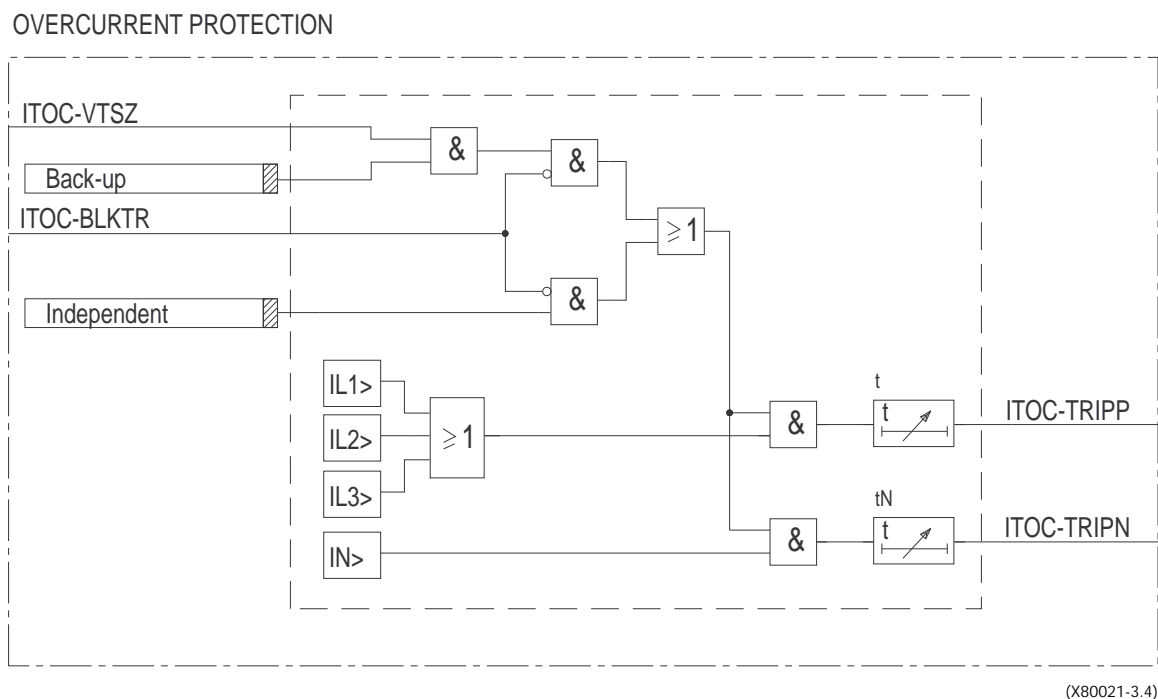 OVERCURRENT PROTECTION
ITOC-VTSZ
Back-up
ITOC-BLKTR
Independent
&
&
≥1
&
IL1>
IL2>
IL3>
≥1
IN>
&
t
t
ITOC-TRIPP
&
tN
t
ITOC-TRIPN
(X80021-3.4)